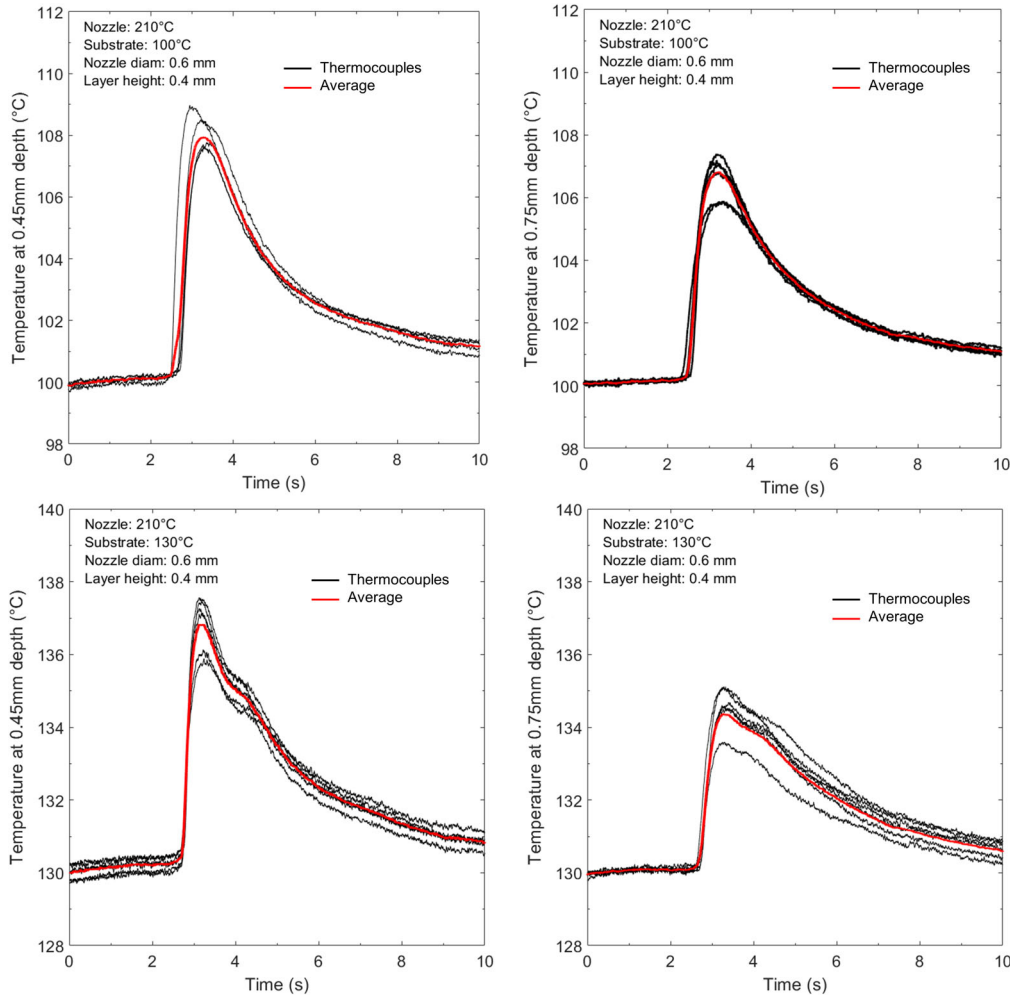 Nozzle: 210°C
Substrate: 100°C
Nozzle diam: 0.6 mm
Layer height: 0.4 mm
Thermocouples
Average
Temperature at 0.45mm depth (°C)
112
110
108
106
104
102
100
98
0 2 4 6 8 10
Time (s)
Nozzle: 210°C
Substrate: 100°C
Nozzle diam: 0.6 mm
Layer height: 0.4 mm
Thermocouples
Average
Temperature at 0.75mm depth (°C)
112
110
108
106
104
102
100
98
0 2 4 6 8 10
Time (s)
Nozzle: 210°C
Substrate: 130°C
Nozzle diam: 0.6 mm
Layer height: 0.4 mm
Thermocouples
Average
Temperature at 0.45mm depth (°C)
140
138
136
134
132
130
128
0 2 4 6 8 10
Time (s)
Nozzle: 210°C
Substrate: 130°C
Nozzle diam: 0.6 mm
Layer height: 0.4 mm
Thermocouples
Average
Temperature at 0.75mm depth (°C)
140
138
136
134
132
130
128
0 2 4 6 8 10
Time (s)